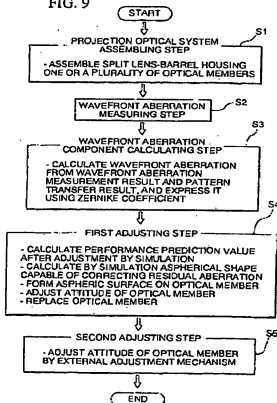 FIG. 9
START
S1
PROJECTION OPTICAL SYSTEM
ASSEMBLING STEP
- ASSEMBLE SPLIT LENS-BARREL HOUSING
ONE OR A PLURALITY OF OPTICAL MEMBERS
S2
WAVEFRONT ABERRATION
MEASURING STEP
S3
WAVEFRONT ABERRATION
COMPONENT CALCULATING STEP
- CALCULATE WAVEFRONT ABERRATION
FROM WAVEFRONT ABERRATION
MEASUREMENT RESULT AND PATTERN
TRANSFER RESULT, AND EXPRESS IT
USING ZERNIKE COEFFICIENT
S4
FIRST ADJUSTING STEP
- CALCULATE PERFORMANCE PREDICTION VALUE
AFTER ADJUSTMENT BY SIMULATION
- CALCULATE BY SIMULATION ASPHERICAL SHAPE
CAPABLE OF CORRECTING RESIDUAL ABERRATION
- FORM ASPHERIC SURFACE ON OPTICAL MEMBER
- ADJUST ATTITUDE OF OPTICAL MEMBER
- REPLACE OPTICAL MEMBER
S5
SECOND ADJUSTING STEP
- ADJUST ATTITUDE OF OPTICAL MEMBER
BY EXTERNAL ADJUSTMENT MECHANISM
END